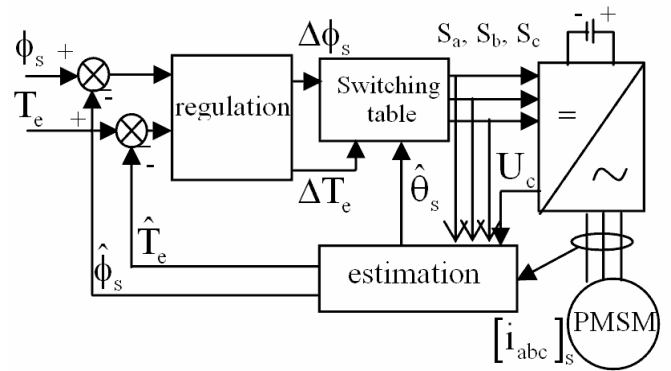 ϕs +
-
Te +
-
regulation
Δϕs
ΔTe
Switching
table
Sa, Sb, Sc
- +
=
~
Uc
θ̂s
T̂e
ϕ̂s
estimation
[iabc]s
PMSM